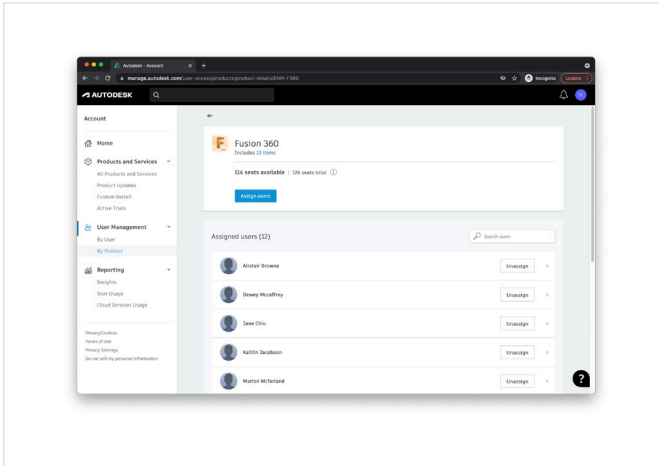 Autodesk - Account
manage.autodesk.com/user-access/products/product-details/EMR-F360
Incognito
Update
AUTODESK
Account
Home
Products and Services
All Products and Services
Product Updates
Custom Install
Active Trials
User Management
By User
By Product
Reporting
Insights
Seat Usage
Cloud Services Usage
Privacy/Cookies
Terms of Use
Privacy Settings
Do not sell my personal information
Fusion 360
Includes 13 items
114 seats available | 126 seats total
Assign users
Assigned users (12)
Search users
Alistair Browne
Unassign
Dewey Mccaffrey
Unassign
Jane Chiu
Unassign
Kaitlin Jacobson
Unassign
Marlon Mcfarland
Unassign
?